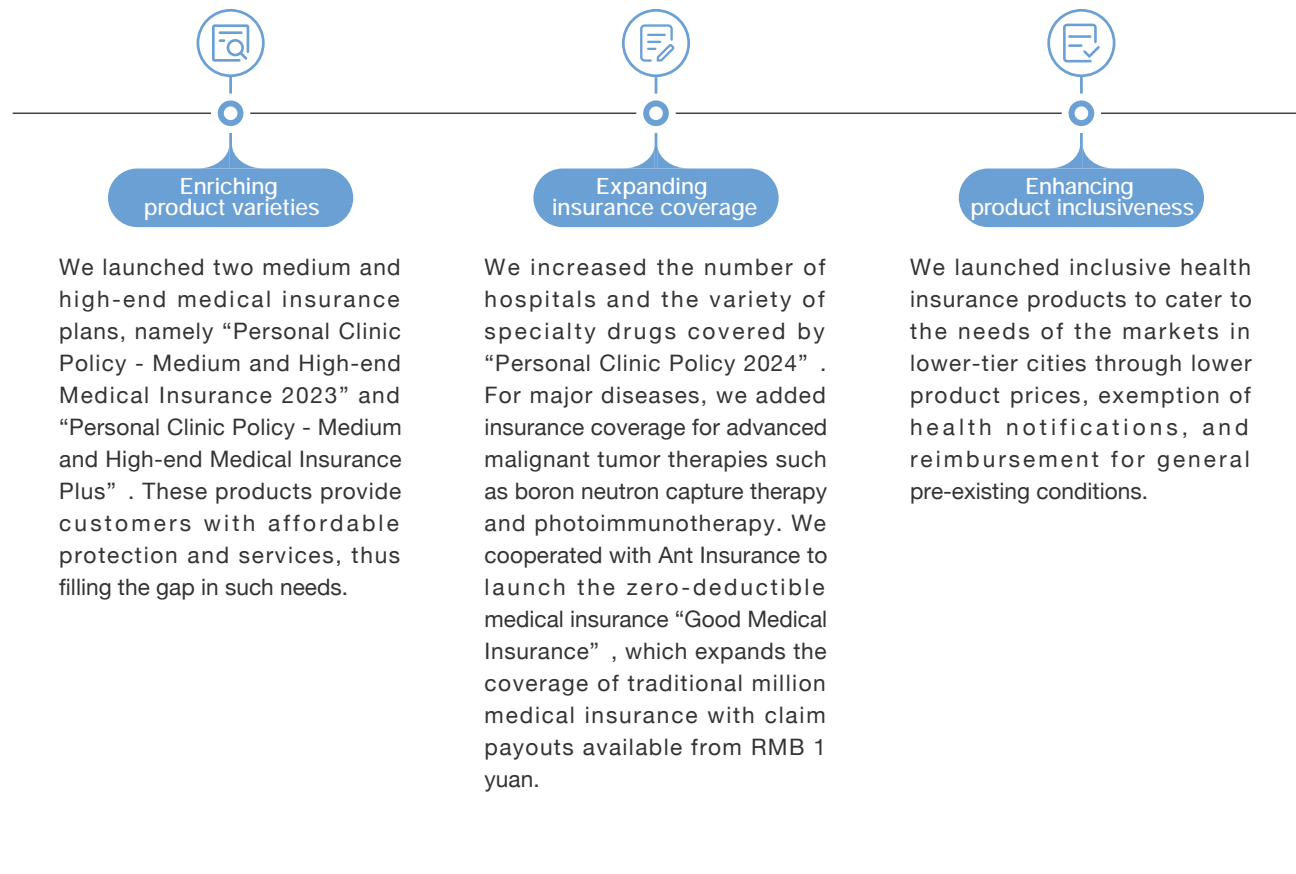 Enriching
product varieties
We launched two medium and
high-end medical insurance
plans, namely “Personal Clinic
Policy - Medium and High-end
Medical Insurance 2023” and
“Personal Clinic Policy - Medium
and High-end Medical Insurance
Plus” . These products provide
customers with affordable
protection and services, thus
filling the gap in such needs.
Expanding
insurance coverage
We increased the number of
hospitals and the variety of
specialty drugs covered by
“Personal Clinic Policy 2024” .
For major diseases, we added
insurance coverage for advanced
malignant tumor therapies such
as boron neutron capture therapy
and photoimmunotherapy. We
cooperated with Ant Insurance to
launch the zero-deductible
medical insurance “Good Medical
Insurance” , which expands the
coverage of traditional million
medical insurance with claim
payouts available from RMB 1
yuan.
Enhancing
product inclusiveness
We launched inclusive health
insurance products to cater to
the needs of the markets in
lower-tier cities through lower
product prices, exemption of
health notifications, and
reimbursement for general
pre-existing conditions.